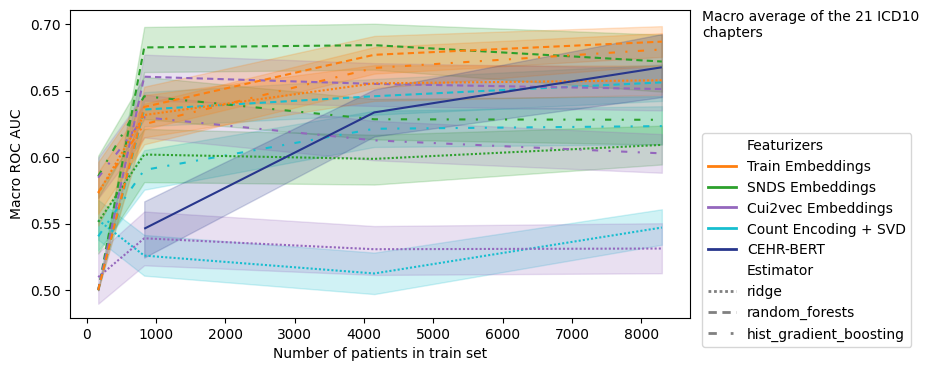 Macro average of the 21 ICD10
chapters
0.70
0.65
0.60
0.55
0.50
Macro ROC AUC
0
1000
2000
3000
4000
5000
6000
7000
8000
Number of patients in train set
Featurizers
Train Embeddings
SNDS Embeddings
Cui2vec Embeddings
Count Encoding + SVD
CEHR-BERT
Estimator
ridge
random_forests
hist_gradient_boosting